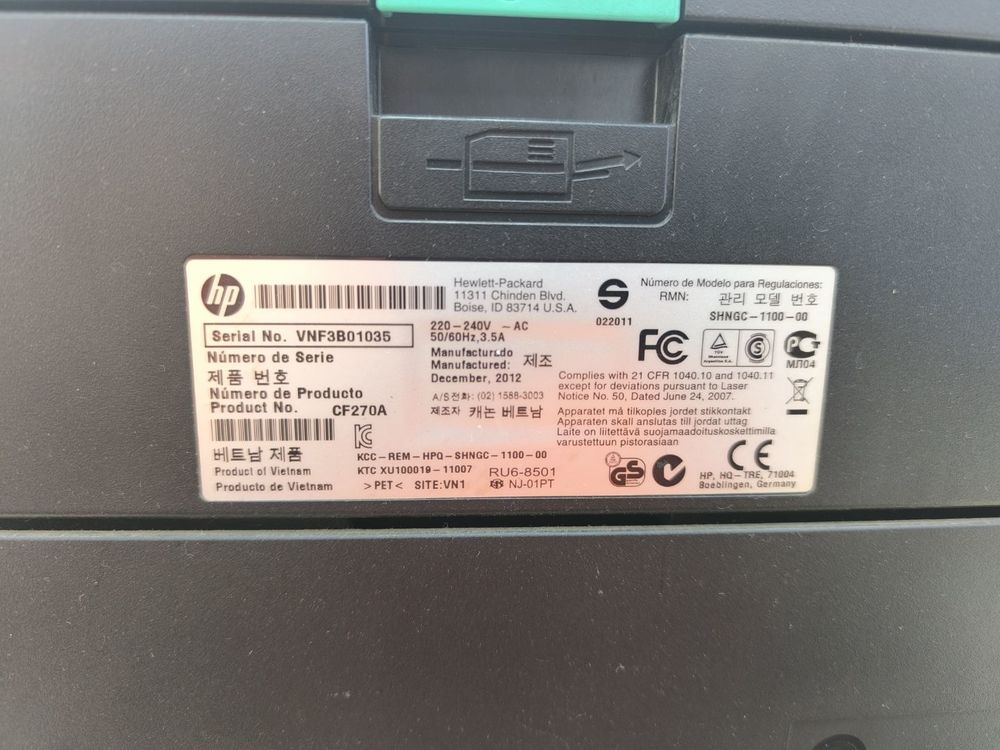 hp
Hewlett-Packard
11311 Chinden Blvd.
Boise, ID 83714 U.S.A.
Serial No. VNF3B01035
Número de Serie
제품 번호
Número de Producto
Product No. CF270A
베트남 제품
Product of Vietnam
Producto de Vietnam
220-240V ~ AC
50/60Hz, 3.5A
Manufacturado
Manufactured: 제조
December, 2012
A/S전화: (02) 1588-3003
제조자 캐논 베트남
KCC-REM-HPQ-SHNGC-1100-00
KTC XU100019-11007 RU6-8501
>PET< SITE:VN1 NJ-01PT
S
022011
Número de Modelo para Regulaciones:
RMN: 관리 모델 번호
SHNGC-1100-00
FC
TÜV
S
PG
МЛ04
Complies with 21 CFR 1040.10 and 1040.11
except for deviations pursuant to Laser
Notice No. 50, Dated June 24, 2007.
Apparatet må tilkoples jordet stikkontakt
Apparaten skall anslutas till jordat uttag
Laite on liitettävä suojamaadoituskoskettimilla
varustettuun pistorasiaan
GS
N
CE
HP, HQ-TRE, 71004
Boeblingen, Germany